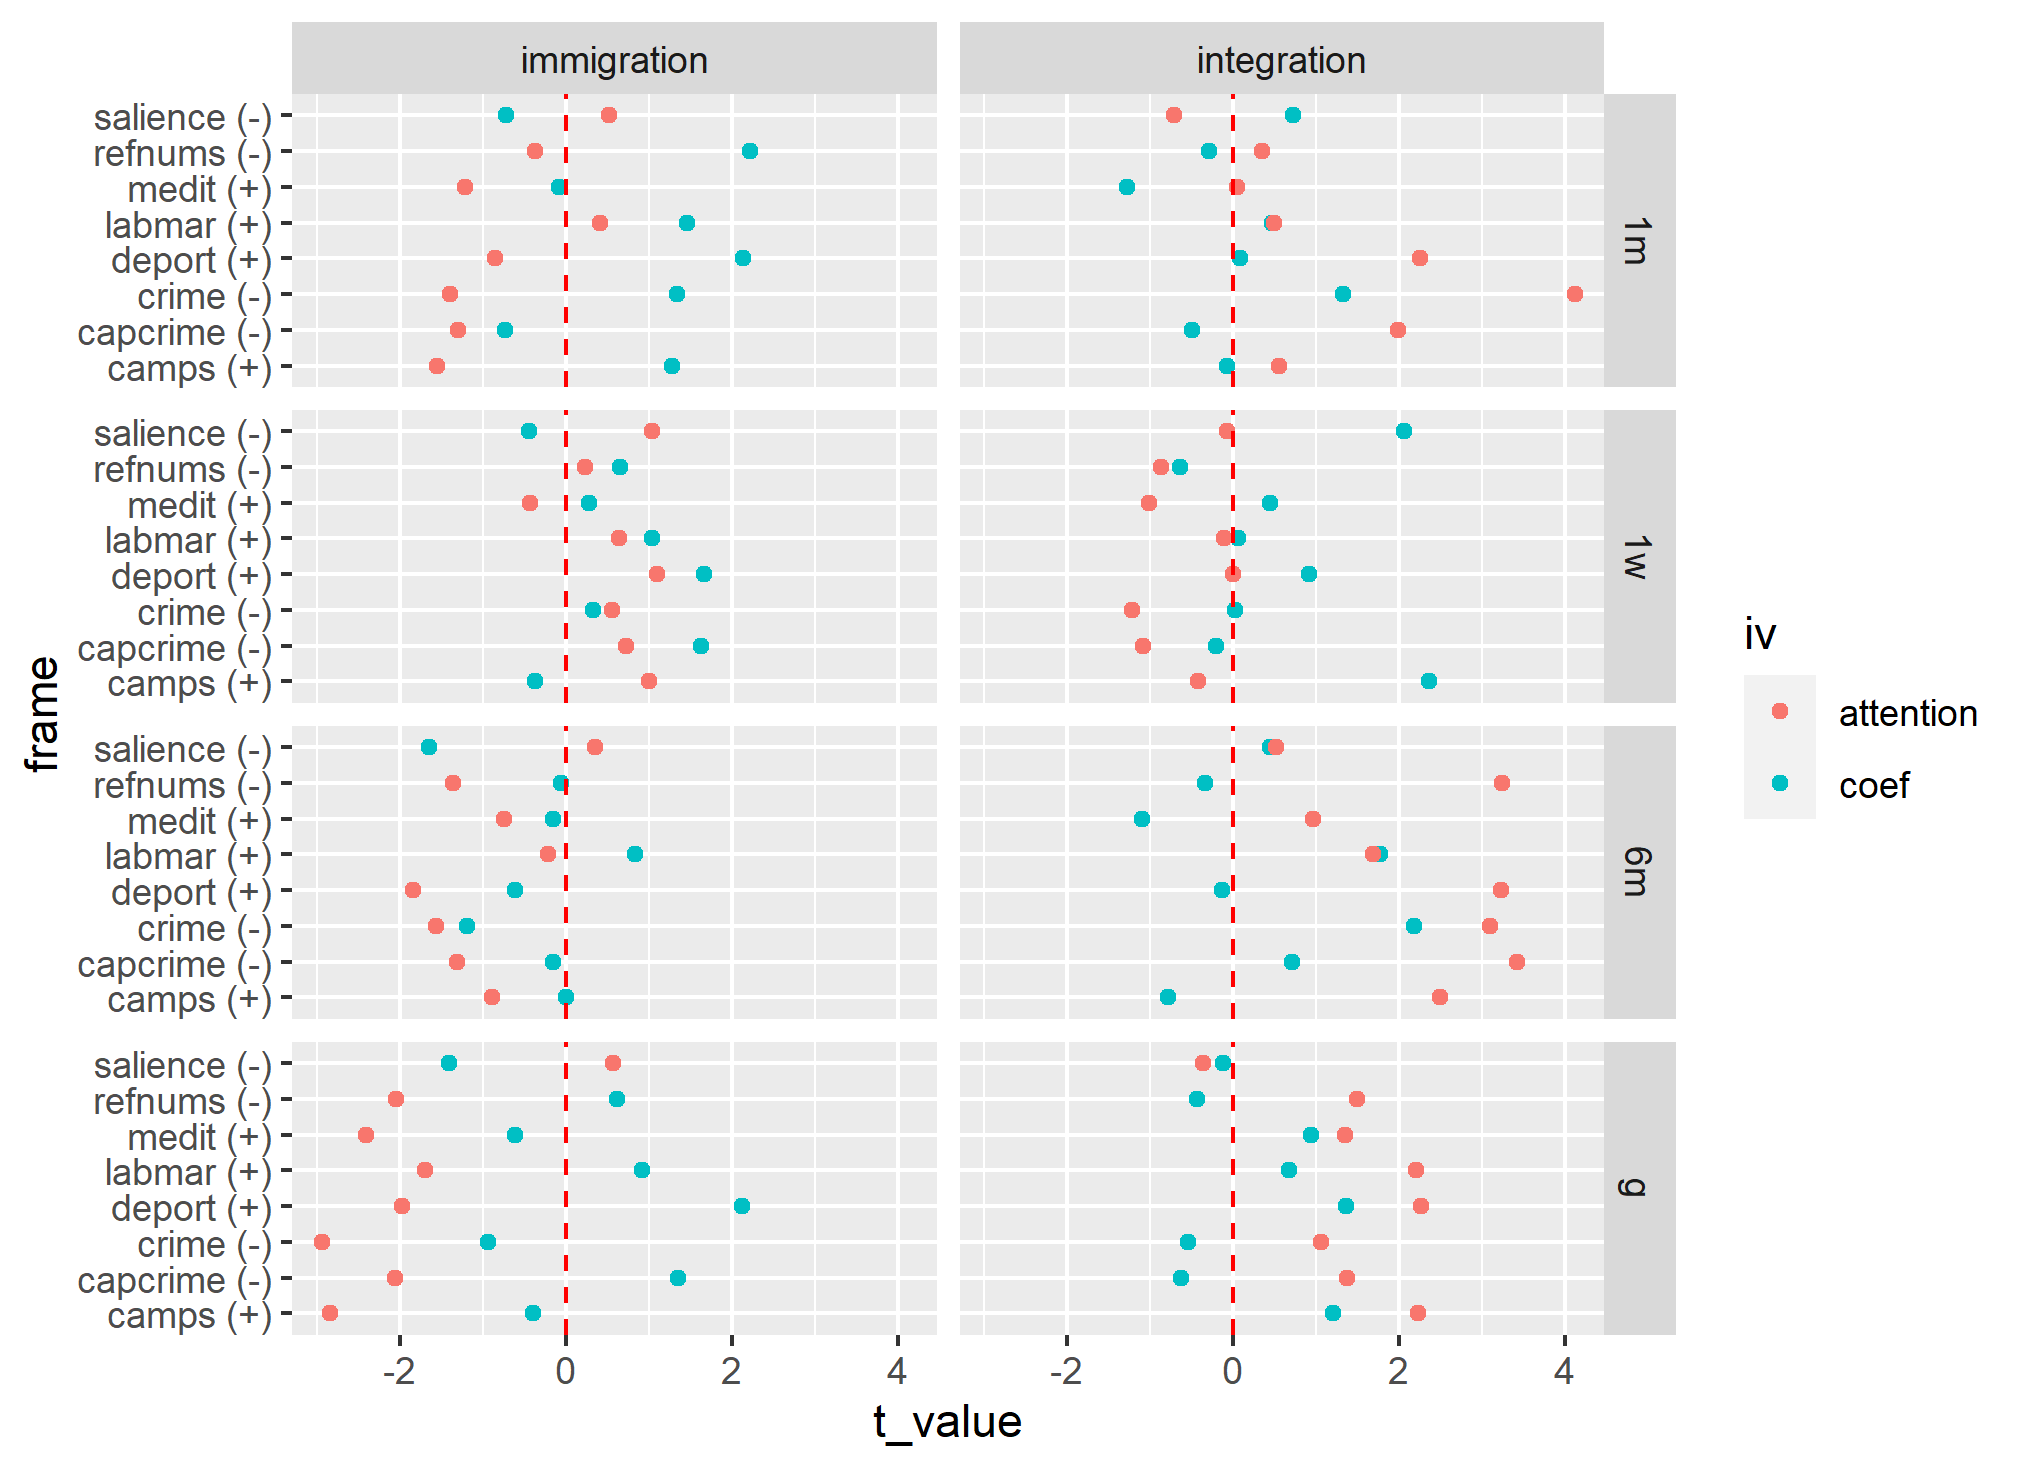 immigration integration
salience (-)
refnums (-)
medit (+)
labmar (+)
deport (+)
crime (-)
capcrime (-)
camps (+)
1m
salience (-)
refnums (-)
medit (+)
labmar (+)
deport (+)
crime (-)
capcrime (-)
camps (+)
1w
salience (-)
refnums (-)
medit (+)
labmar (+)
deport (+)
crime (-)
capcrime (-)
camps (+)
6m
salience (-)
refnums (-)
medit (+)
labmar (+)
deport (+)
crime (-)
capcrime (-)
camps (+)
g
-2 0 2 4 -2 0 2 4
t_value
frame
iv
attention
coef